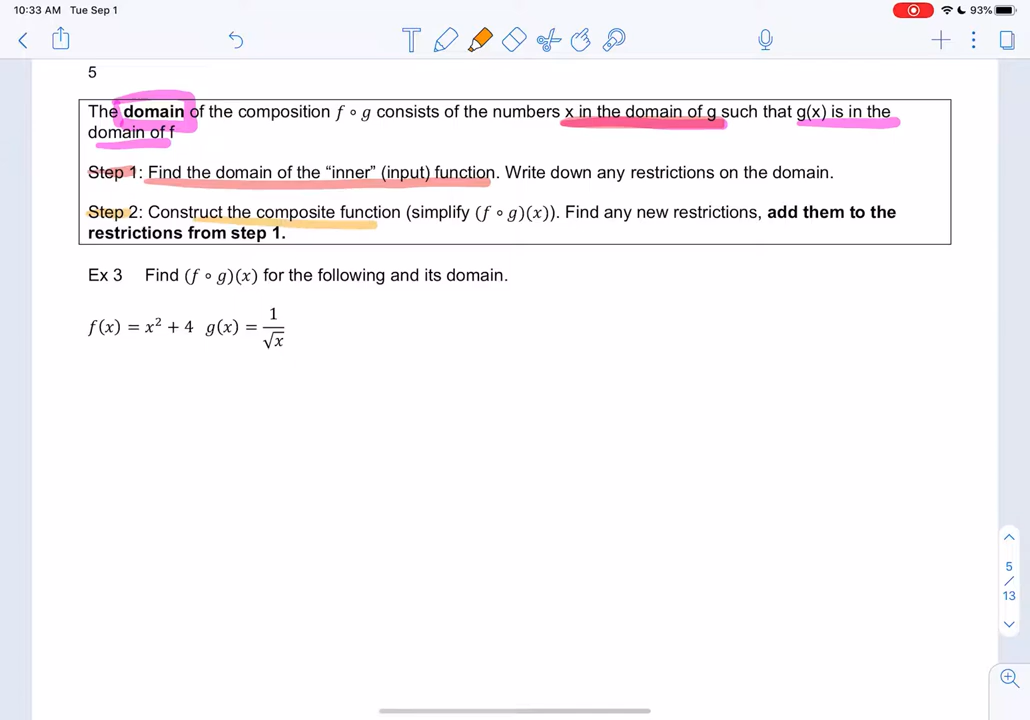 10:33 AM Tue Sep 1 93%
T
5
The domain of the composition f ∘ g consists of the numbers x in the domain of g such that g(x) is in the
domain of f
Step 1: Find the domain of the “inner” (input) function. Write down any restrictions on the domain.
Step 2: Construct the composite function (simplify (f ∘ g)(x)). Find any new restrictions, add them to the
restrictions from step 1.
Ex 3 Find (f ∘ g)(x) for the following and its domain.
f(x) = x² + 4 g(x) = 1/√x
5
/
13